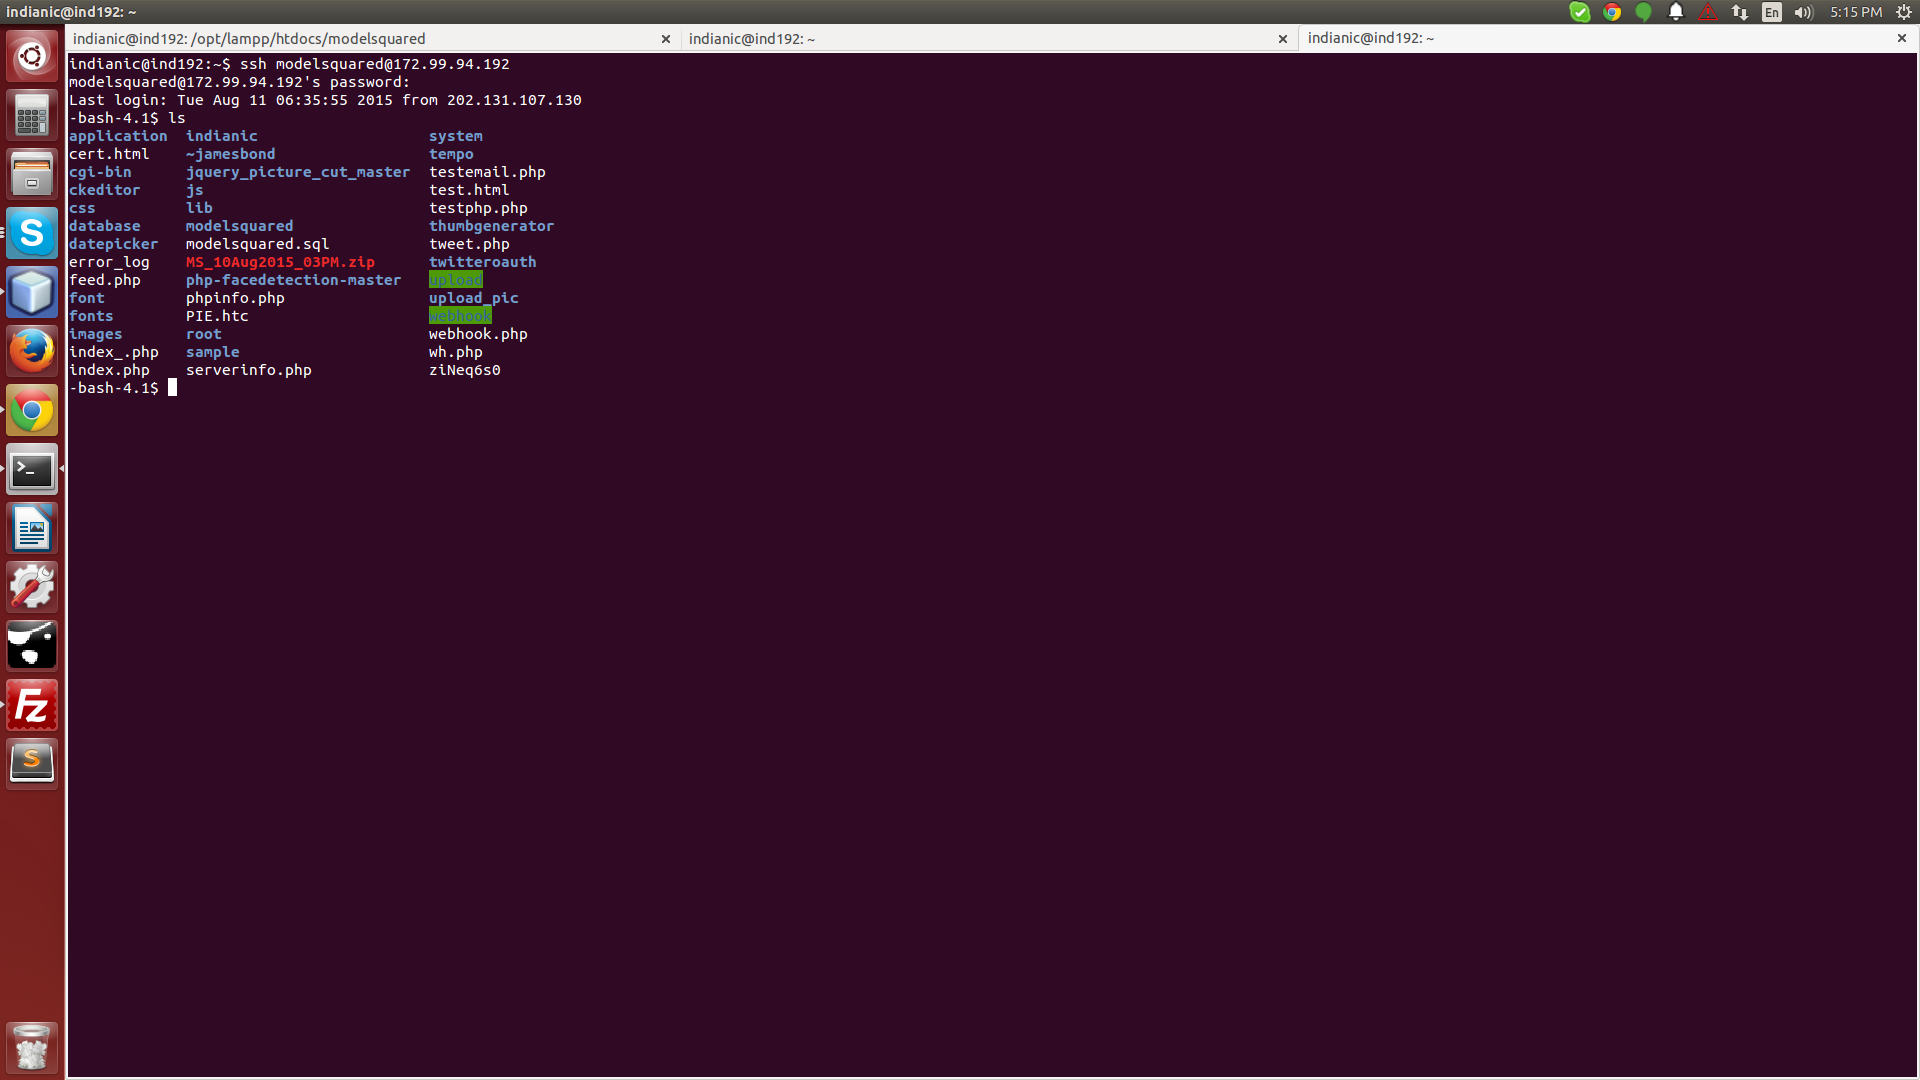 indianic@ind192: ~
En 5:15 PM
indianic@ind192: /opt/lampp/htdocs/modelsquared × indianic@ind192: ~ × indianic@ind192: ~ ×
indianic@ind192:~$ ssh modelsquared@172.99.94.192
modelsquared@172.99.94.192's password:
Last login: Tue Aug 11 06:35:55 2015 from 202.131.107.130
-bash-4.1$ ls
application indianic system
cert.html ~jamesbond tempo
cgi-bin jquery_picture_cut_master testemail.php
ckeditor js test.html
css lib testphp.php
database modelsquared thumbgenerator
datepicker modelsquared.sql tweet.php
error_log MS_10Aug2015_03PM.zip twitteroauth
feed.php php-facedetection-master upload
font phpinfo.php upload_pic
fonts PIE.htc webhook
images root webhook.php
index_.php sample wh.php
index.php serverinfo.php ziNeq6s0
-bash-4.1$